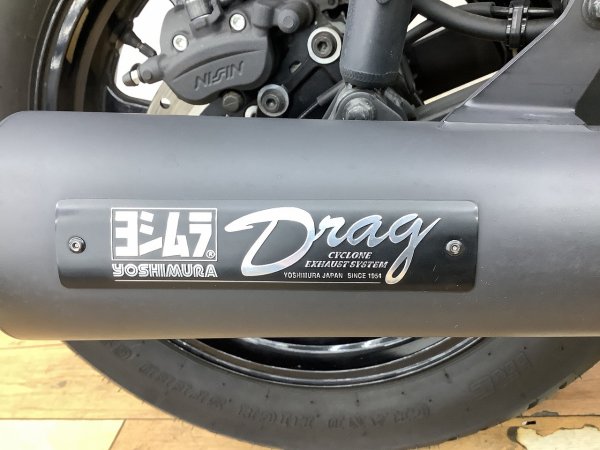 NISSIN
ヨシムラ®
YOSHIMURA
Drag
CYCLONE
EXHAUST SYSTEM
YOSHIMURA JAPAN SINCE 1954